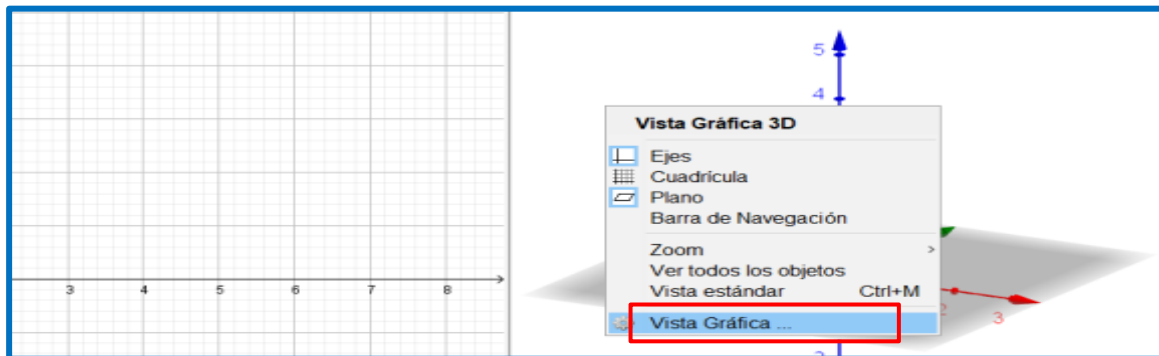 5
4
Vista Gráfica 3D
Ejes
Cuadrícula
Plano
Barra de Navegación
Zoom >
Ver todos los objetos
Vista estándar Ctrl+M
Vista Gráfica ...
3 4 5 6 7 8
2 3